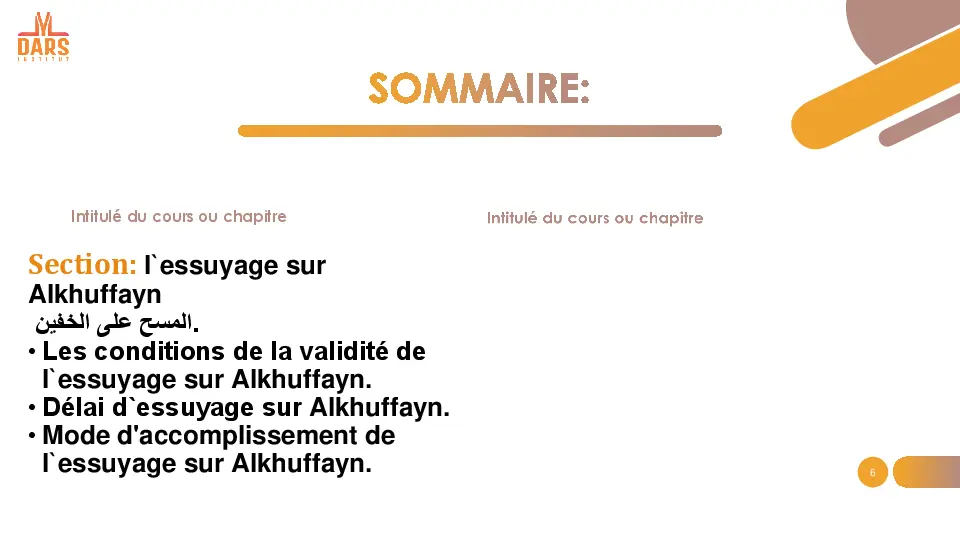 DARS
INSTITUT
SOMMAIRE:
Intitulé du cours ou chapitre
Section: l`essuyage sur
Alkhuffayn
المسح على الخفين.
• Les conditions de la validité de
l`essuyage sur Alkhuffayn.
• Délai d`essuyage sur Alkhuffayn.
• Mode d'accomplissement de
l`essuyage sur Alkhuffayn.
Intitulé du cours ou chapitre
6